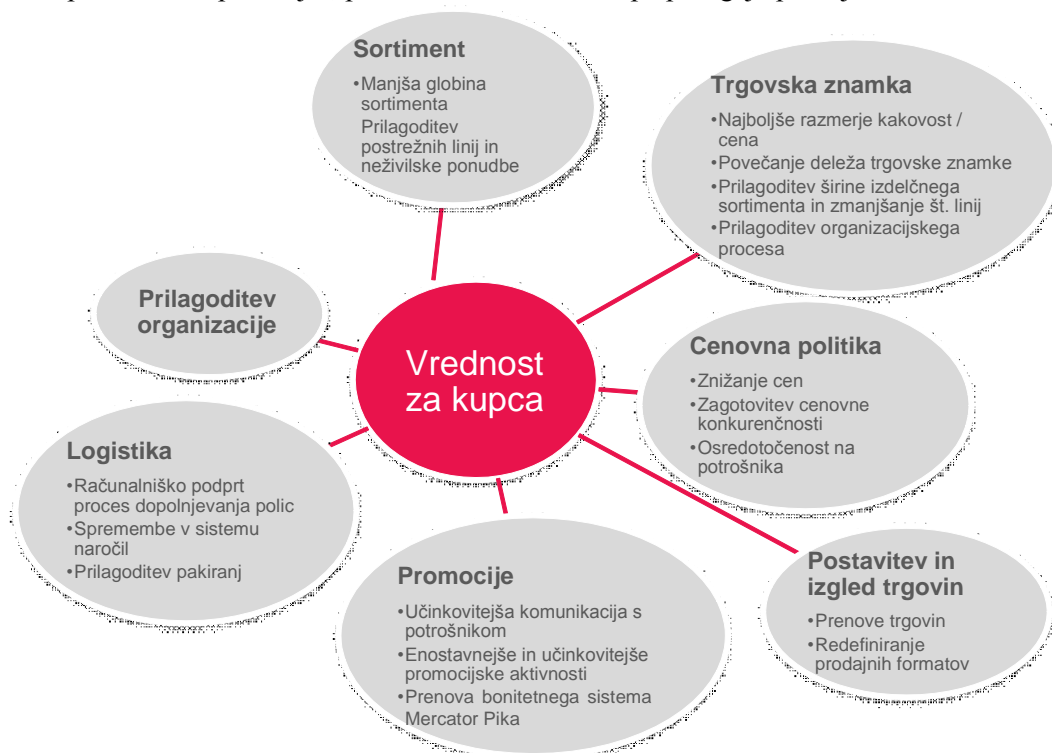 Sortiment
•Manjša globina
sortimenta
Prilagoditev
postrežnih linij in
neživilske ponudbe
Trgovska znamka
•Najboljše razmerje kakovost /
cena
•Povečanje deleža trgovske znamke
•Prilagoditev širine izdelčnega
sortimenta in zmanjšanje št. linij
•Prilagoditev organizacijskega
procesa
Prilagoditev
organizacije
Vrednost
za kupca
Cenovna politika
•Znižanje cen
•Zagotovitev cenovne
konkurenčnosti
•Osredotočenost na
potrošnika
Logistika
•Računalniško podprt
proces dopolnjevanja polic
•Spremembe v sistemu
naročil
•Prilagoditev pakiranj
Promocije
•Učinkovitejša komunikacija s
potrošnikom
•Enostavnejše in učinkovitejše
promocijske aktivnosti
•Prenova bonitetnega sistema
Mercator Pika
Postavitev in
izgled trgovin
•Prenove trgovin
•Redefiniranje
prodajnih formatov